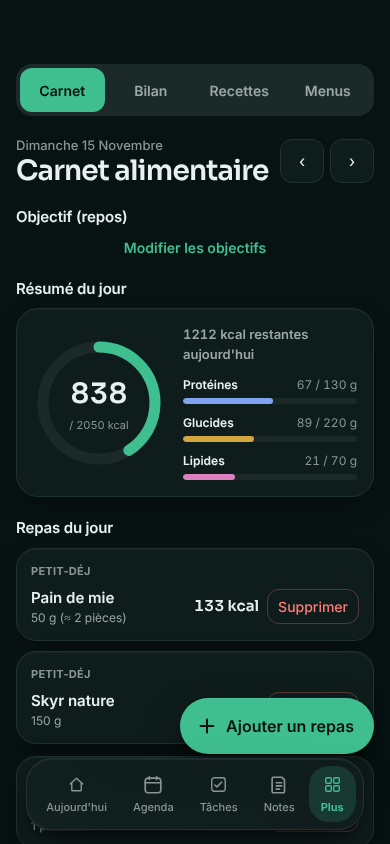 Carnet Bilan Recettes Menus
Dimanche 15 Novembre
Carnet alimentaire
‹ ›
Objectif (repos)
Modifier les objectifs
Résumé du jour
838
/ 2050 kcal
1212 kcal restantes
aujourd'hui
Protéines 67 / 130 g
Glucides 89 / 220 g
Lipides 21 / 70 g
Repas du jour
PETIT-DÉJ
Pain de mie
50 g (≈ 2 pièces)
133 kcal
Supprimer
PETIT-DÉJ
Skyr nature
150 g
+ Ajouter un repas
Aujourd'hui Agenda Tâches Notes Plus